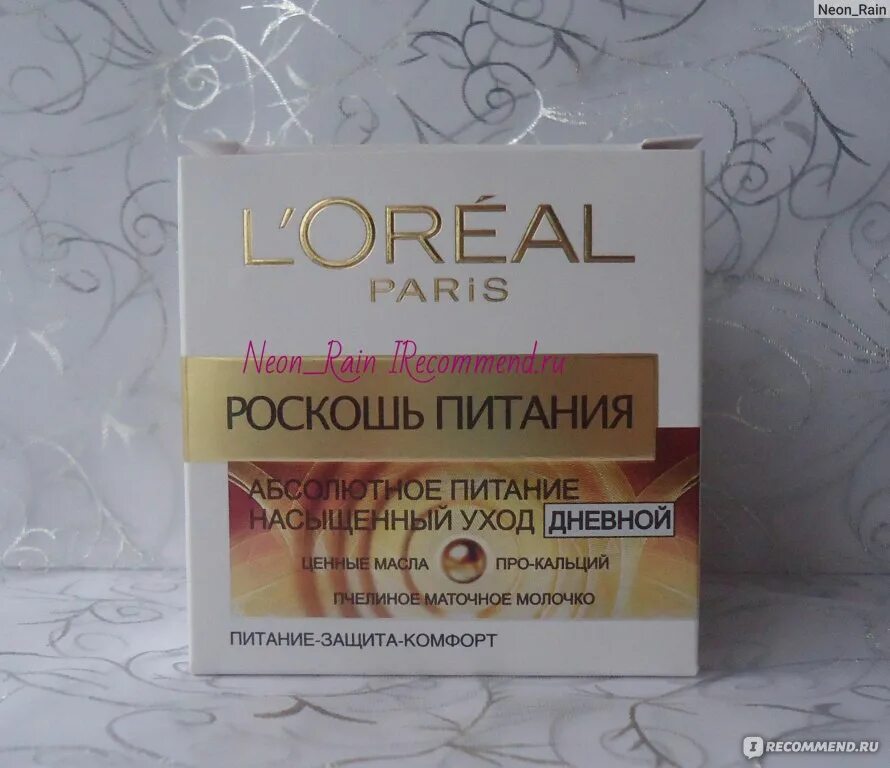 Neon_Rain
L'ORÉAL
PARiS
Neon_Rain IRecommend.ru
РОСКОШЬ ПИТАНИЯ
АБСОЛЮТНОЕ ПИТАНИЕ
НАСЫЩЕННЫЙ УХОД ДНЕВНОЙ
ЦЕННЫЕ МАСЛА ПРО-КАЛЬЦИЙ
ПЧЕЛИНОЕ МАТОЧНОЕ МОЛОЧКО
ПИТАНИЕ-ЗАЩИТА-КОМФОРТ
I RECOMMEND.RU